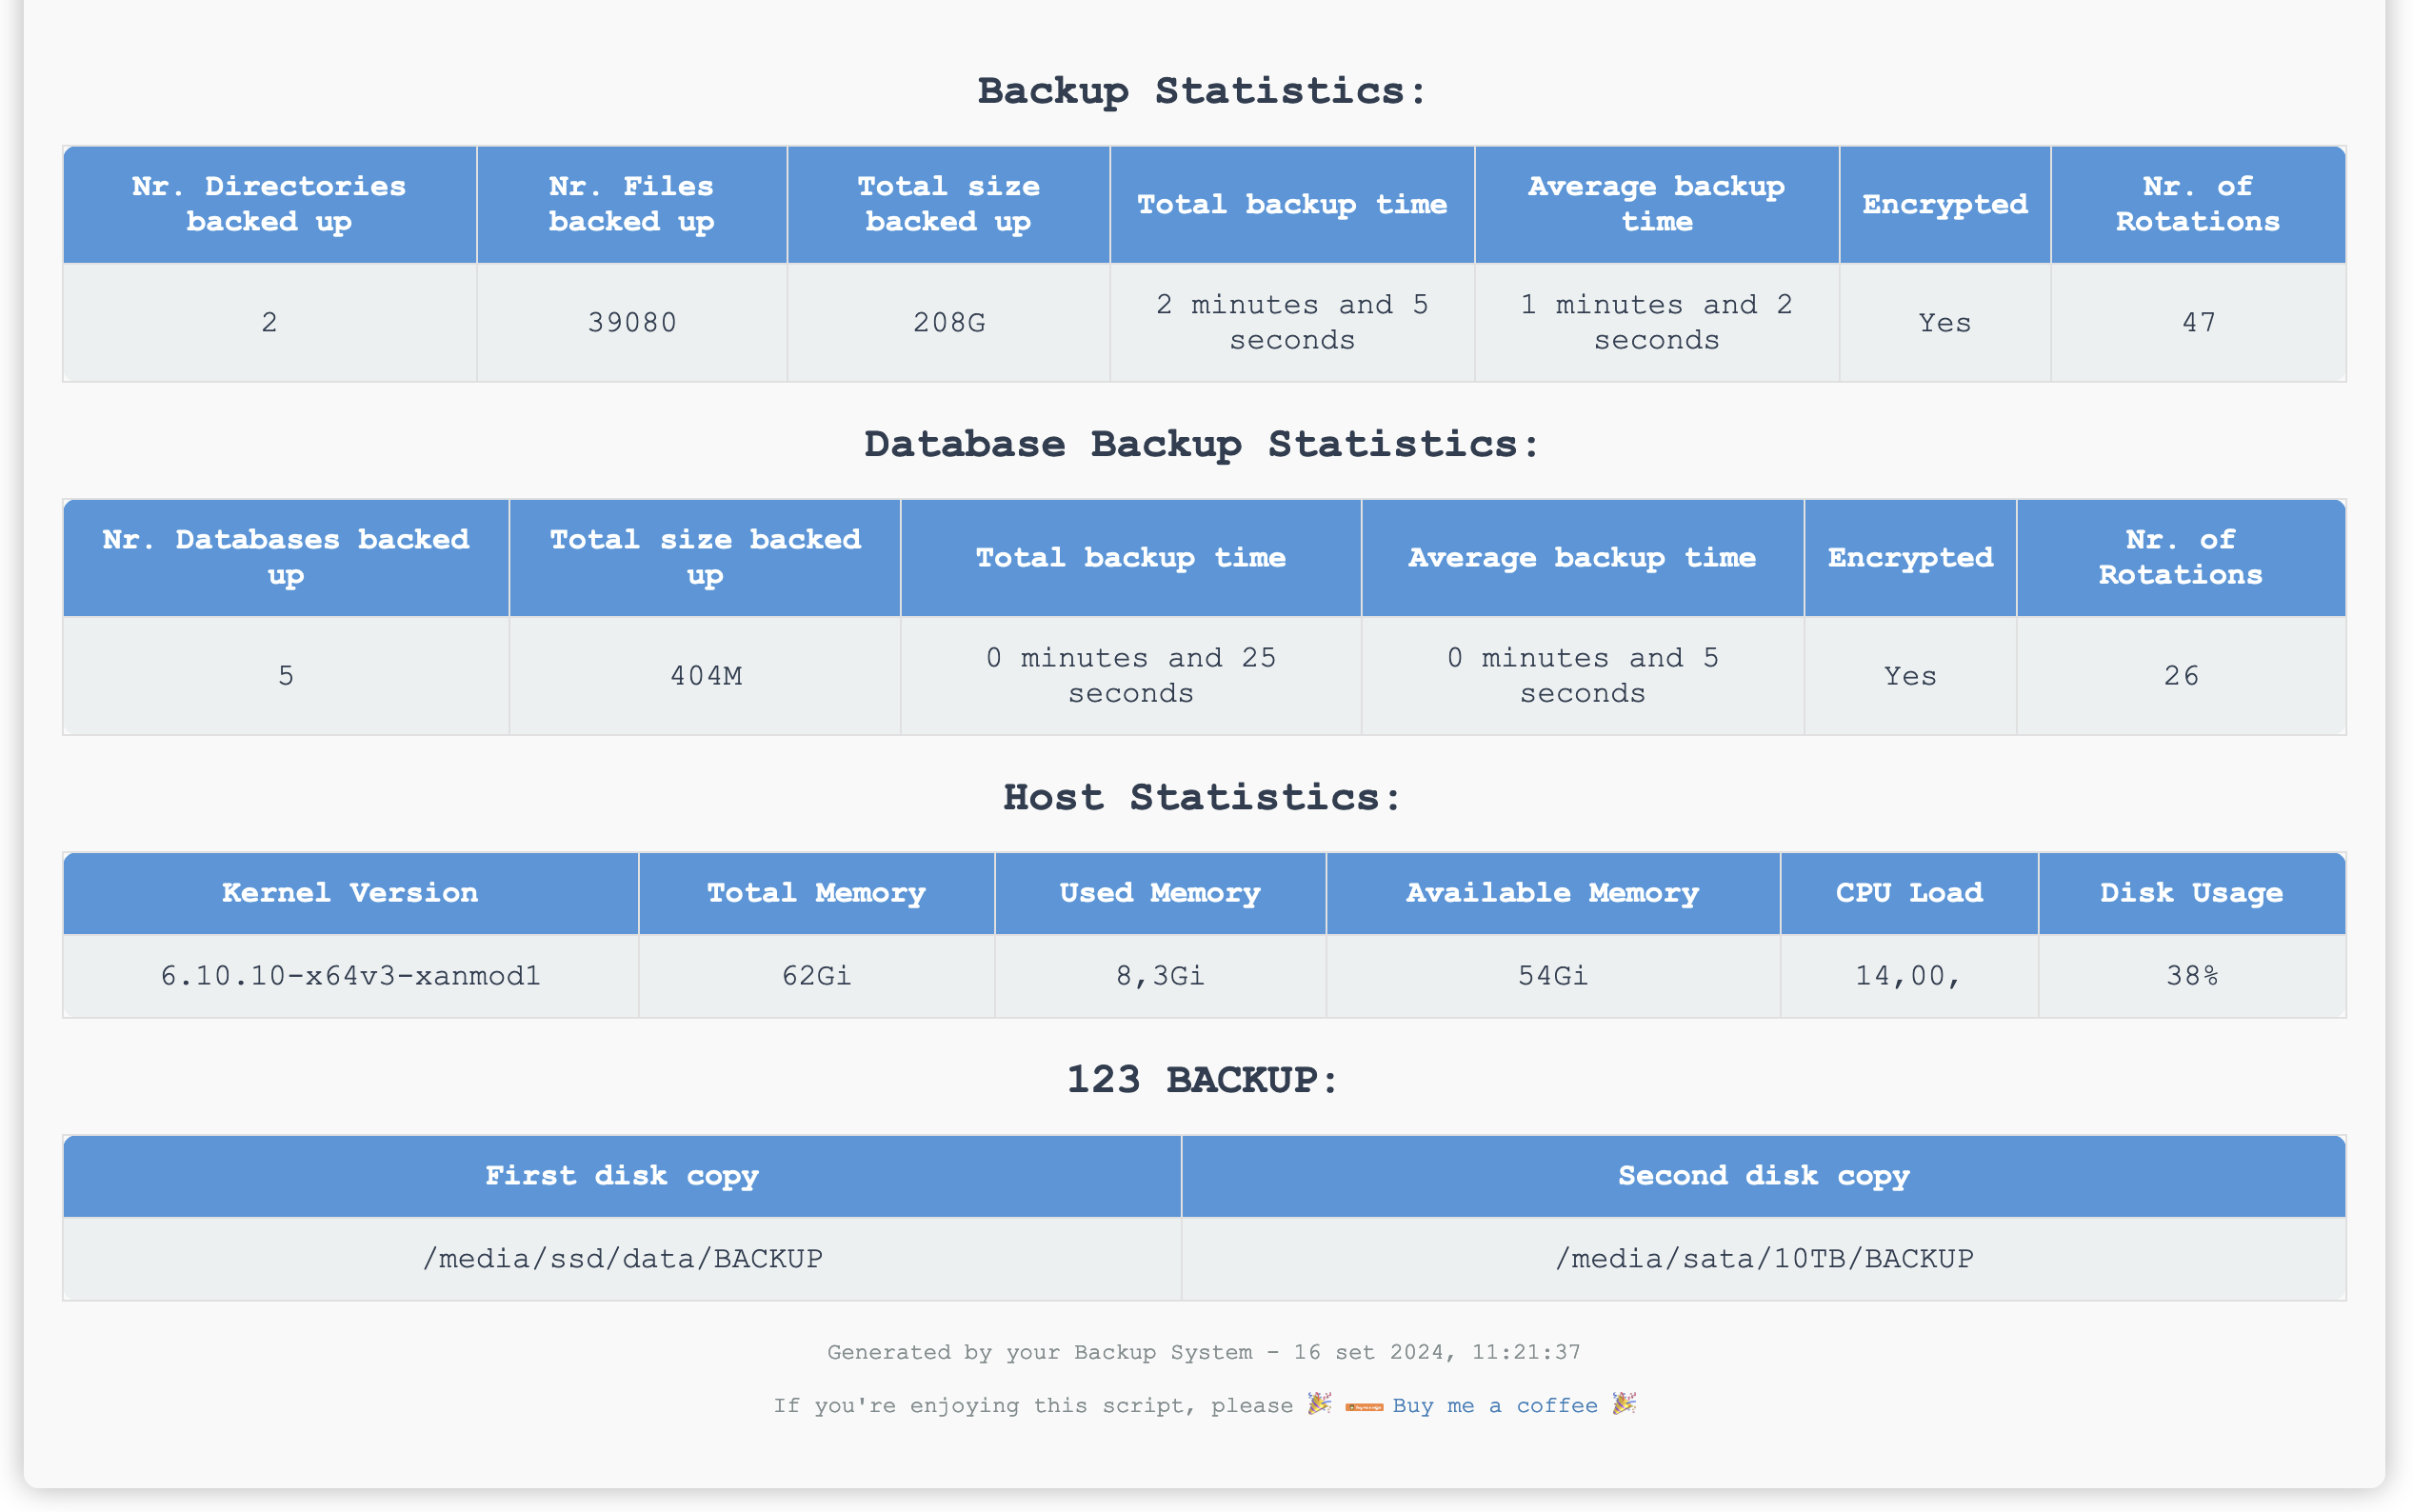 Backup Statistics:
Nr. Directories backed up Nr. Files backed up Total size backed up Total backup time Average backup time Encrypted Nr. of Rotations
2 39080 208G 2 minutes and 5 seconds 1 minutes and 2 seconds Yes 47
Database Backup Statistics:
Nr. Databases backed up Total size backed up Total backup time Average backup time Encrypted Nr. of Rotations
5 404M 0 minutes and 25 seconds 0 minutes and 5 seconds Yes 26
Host Statistics:
Kernel Version Total Memory Used Memory Available Memory CPU Load Disk Usage
6.10.10-x64v3-xanmod1 62Gi 8,3Gi 54Gi 14,00, 38%
123 BACKUP:
First disk copy Second disk copy
/media/ssd/data/BACKUP /media/sata/10TB/BACKUP
Generated by your Backup System - 16 set 2024, 11:21:37
If you're enjoying this script, please 🎉 Buy me a coffee 🎉